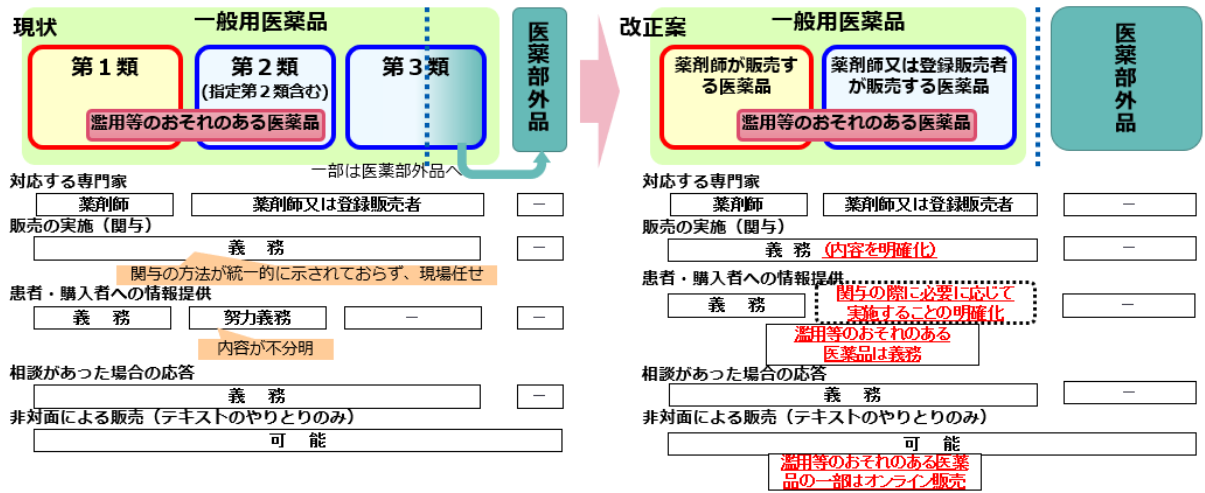 現状
一般用医薬品
第１類
第２類
(指定第２類含む)
第３類
濫用等のおそれのある医薬品
医薬部外品
一部は医薬部外品へ
対応する専門家
薬剤師
薬剤師又は登録販売者
－
販売の実施（関与）
義　務
－
関与の方法が統一的に示されておらず、現場任せ
患者・購入者への情報提供
義　務
努力義務
－
－
内容が不分明
相談があった場合の応答
義　務
－
非対面による販売（テキストのやりとりのみ）
可　能
改正案
一般用医薬品
薬剤師が販売す
る医薬品
薬剤師又は登録販売者
が販売する医薬品
濫用等のおそれのある医薬品
医薬部外品
対応する専門家
薬剤師
薬剤師又は登録販売者
－
販売の実施（関与）
義　務 (内容を明確化)
－
患者・購入者への情報提供
義　務
関与の際に必要に応じて
実施することの明確化
－
濫用等のおそれのある
医薬品は義務
相談があった場合の応答
義　務
－
非対面による販売（テキストのやりとりのみ）
可　能
濫用等のおそれのある医薬
品の一部はオンライン販売